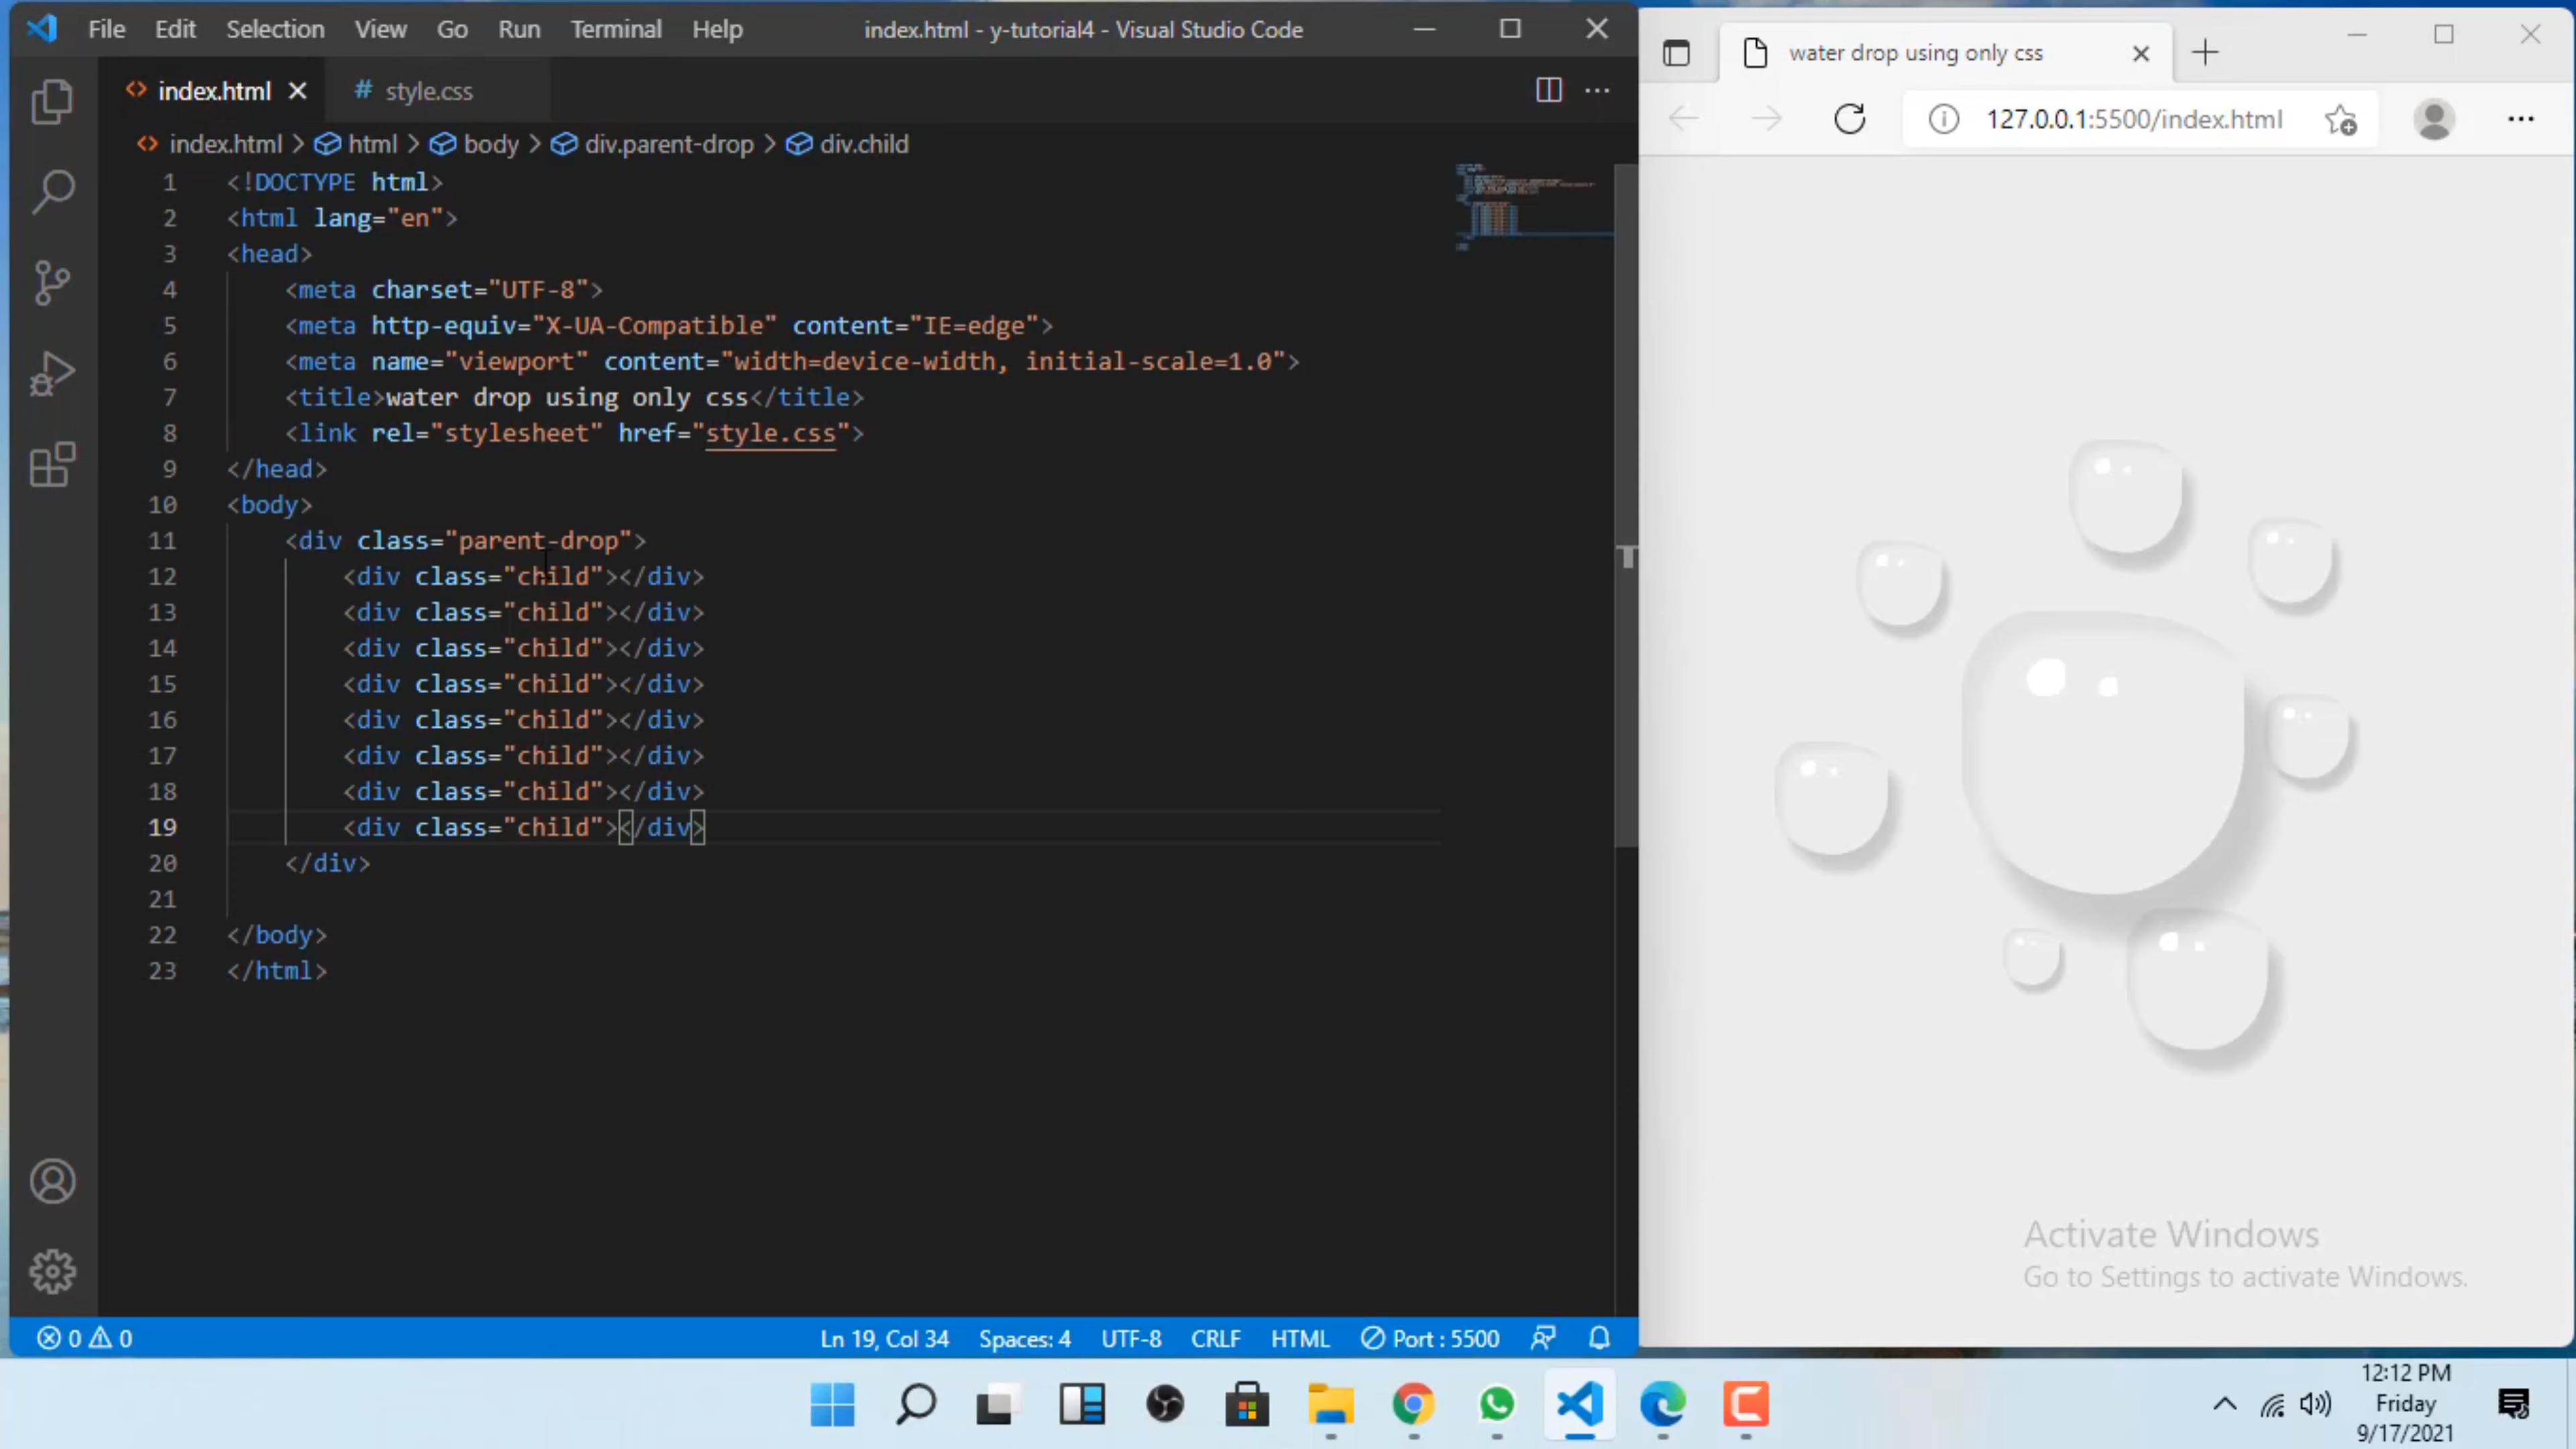 File Edit Selection View Go Run Terminal Help index.html - y-tutorial4 - Visual Studio Code
index.html # style.css
index.html > html > body > div.parent-drop > div.child
1 <!DOCTYPE html>
2 <html lang="en">
3 <head>
4 <meta charset="UTF-8">
5 <meta http-equiv="X-UA-Compatible" content="IE=edge">
6 <meta name="viewport" content="width=device-width, initial-scale=1.0">
7 <title>water drop using only css</title>
8 <link rel="stylesheet" href="style.css">
9 </head>
10 <body>
11 <div class="parent-drop">
12 <div class="child"></div>
13 <div class="child"></div>
14 <div class="child"></div>
15 <div class="child"></div>
16 <div class="child"></div>
17 <div class="child"></div>
18 <div class="child"></div>
19 <div class="child"></div>
20 </div>
21
22 </body>
23 </html>
0 0 Ln 19, Col 34 Spaces: 4 UTF-8 CRLF HTML Port : 5500
water drop using only css
127.0.0.1:5500/index.html
Activate Windows
Go to Settings to activate Windows.
12:12 PM
Friday
9/17/2021